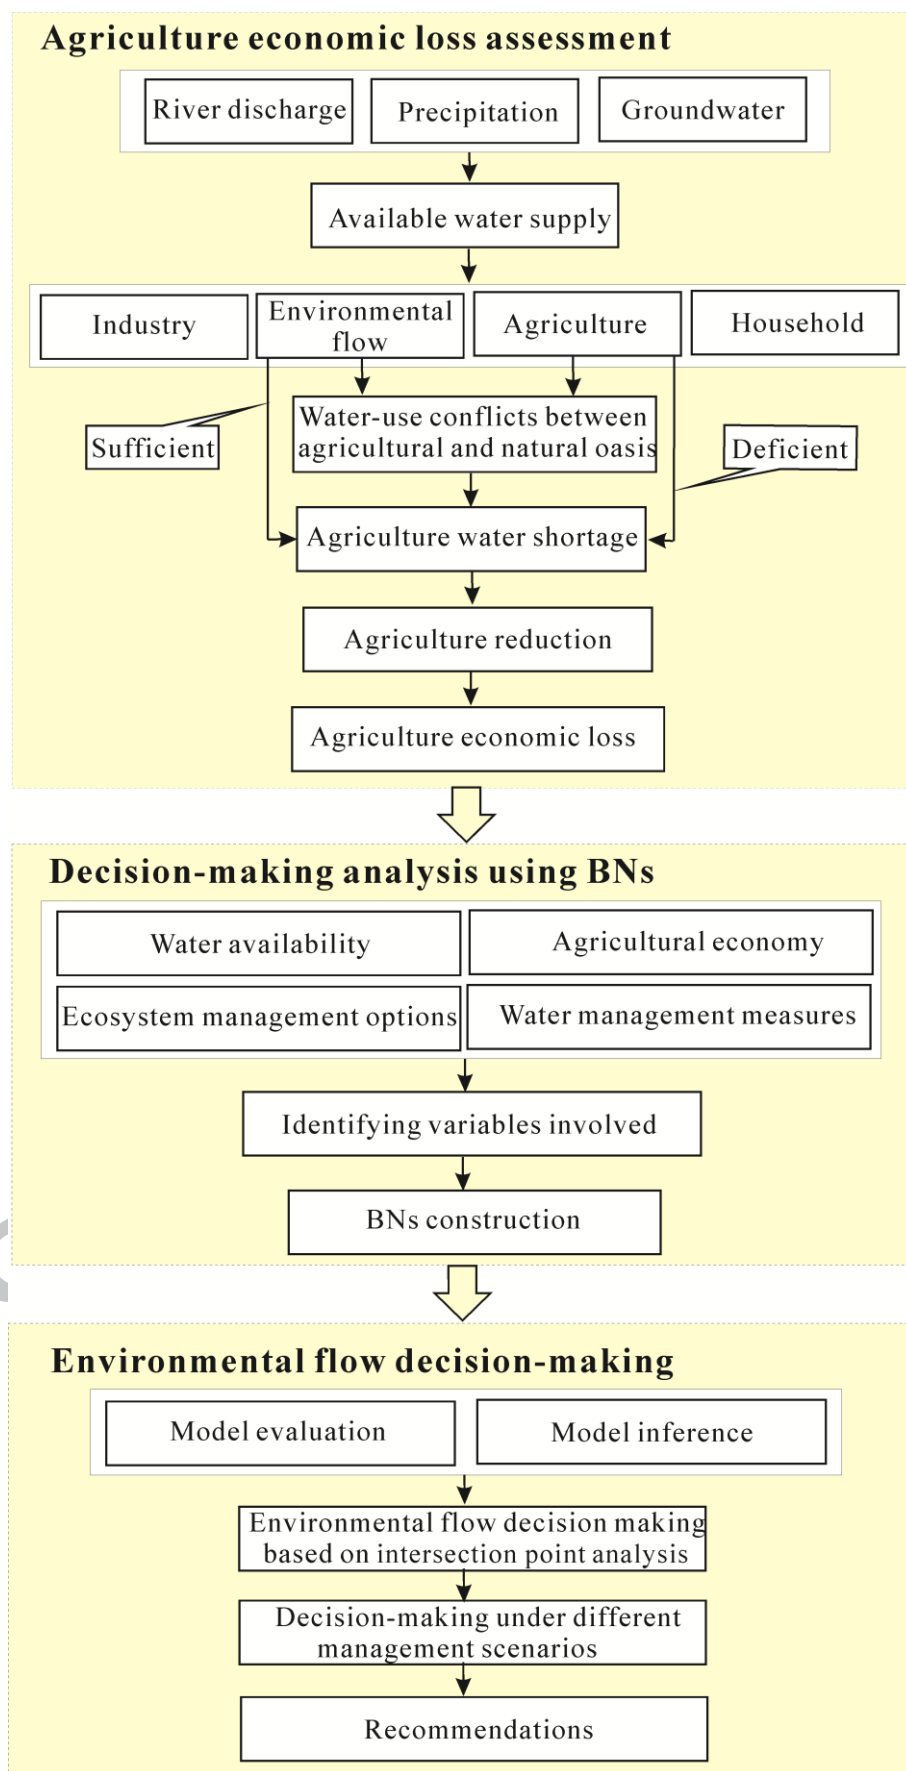 Agriculture economic loss assessment
River discharge
Precipitation
Groundwater
Available water supply
Industry
Environmental
flow
Agriculture
Household
Water-use conflicts between
agricultural and natural oasis
Sufficient
Deficient
Agriculture water shortage
Agriculture reduction
Agriculture economic loss
Decision-making analysis using BNs
Water availability
Agricultural economy
Ecosystem management options
Water management measures
Identifying variables involved
BNs construction
Environmental flow decision-making
Model evaluation
Model inference
Environmental flow decision making
based on intersection point analysis
Decision-making under different
management scenarios
Recommendations